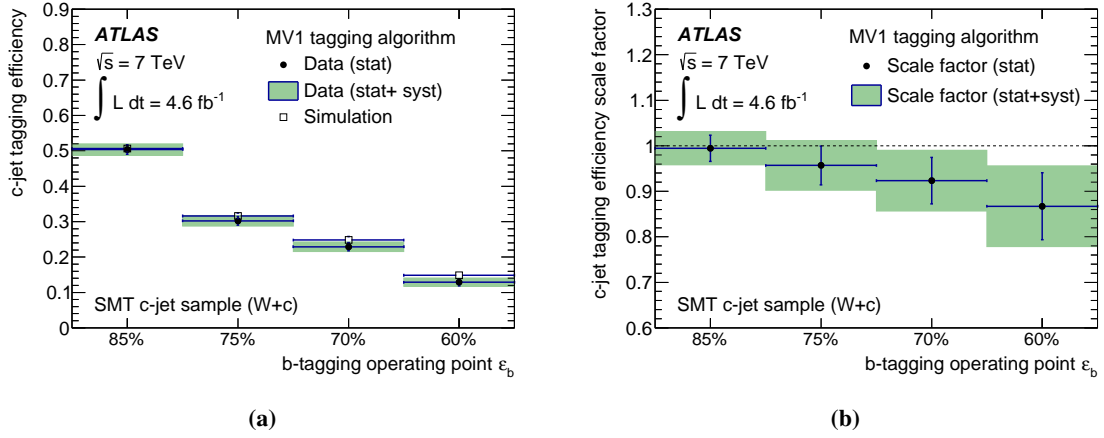 c-jet tagging efficiency
0.9
0.8
0.7
0.6
0.5
0.4
0.3
0.2
0.1
0
ATLAS
√s = 7 TeV
∫ L dt = 4.6 fb⁻¹
MV1 tagging algorithm
Data (stat)
Data (stat+ syst)
Simulation
SMT c-jet sample (W+c)
85% 75% 70% 60%
b-tagging operating point ε_b
(a)
c-jet tagging efficiency scale factor
1.3
1.2
1.1
1
0.9
0.8
0.7
0.6
ATLAS
√s = 7 TeV
∫ L dt = 4.6 fb⁻¹
MV1 tagging algorithm
Scale factor (stat)
Scale factor (stat+syst)
SMT c-jet sample (W+c)
85% 75% 70% 60%
b-tagging operating point ε_b
(b)